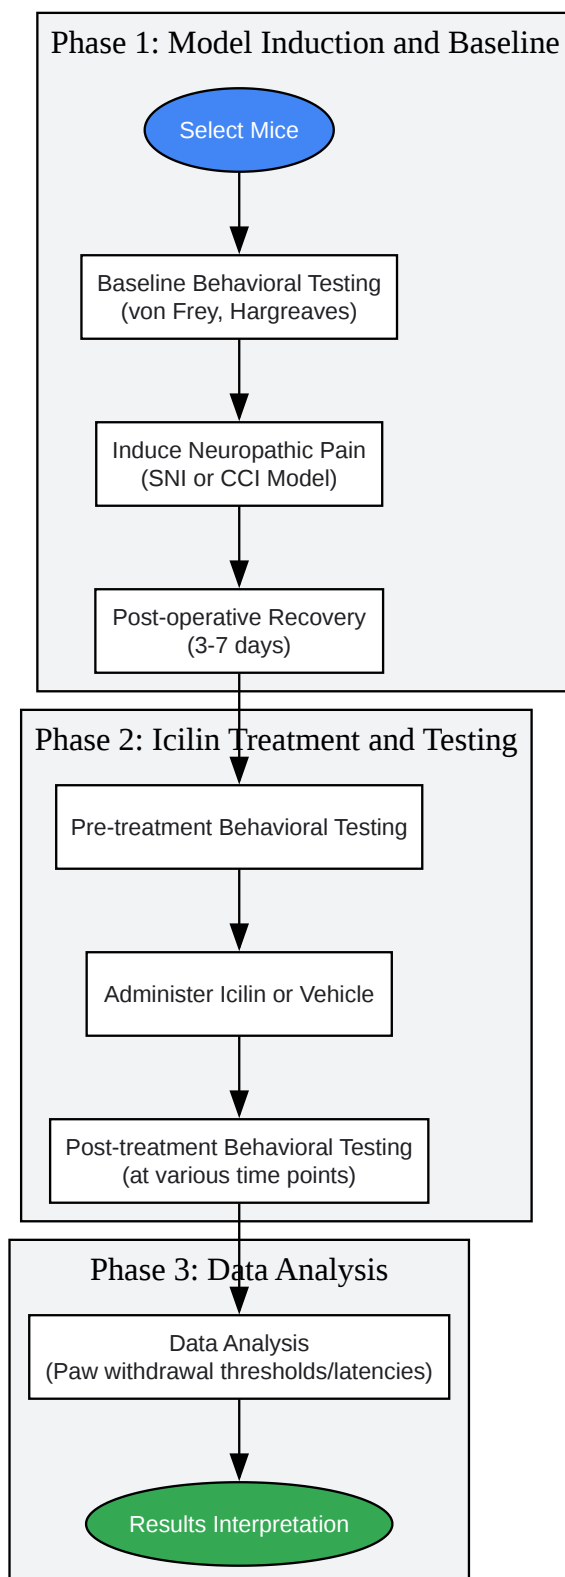 Phase 1: Model Induction and Baseline
Select Mice
Baseline Behavioral Testing
(von Frey, Hargreaves)
Induce Neuropathic Pain
(SNI or CCI Model)
Post-operative Recovery
(3-7 days)
Phase 2: Icilin Treatment and Testing
Pre-treatment Behavioral Testing
Administer Icilin or Vehicle
Post-treatment Behavioral Testing
(at various time points)
Phase 3: Data Analysis
Data Analysis
(Paw withdrawal thresholds/latencies)
Results Interpretation